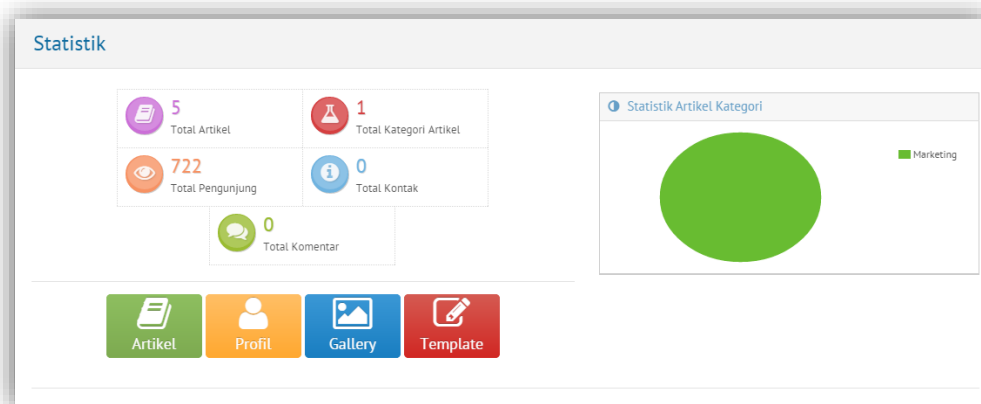 Statistik
5
Total Artikel
1
Total Kategori Artikel
722
Total Pengunjung
0
Total Kontak
0
Total Komentar
Artikel
Profil
Gallery
Template
Statistik Artikel Kategori
Marketing